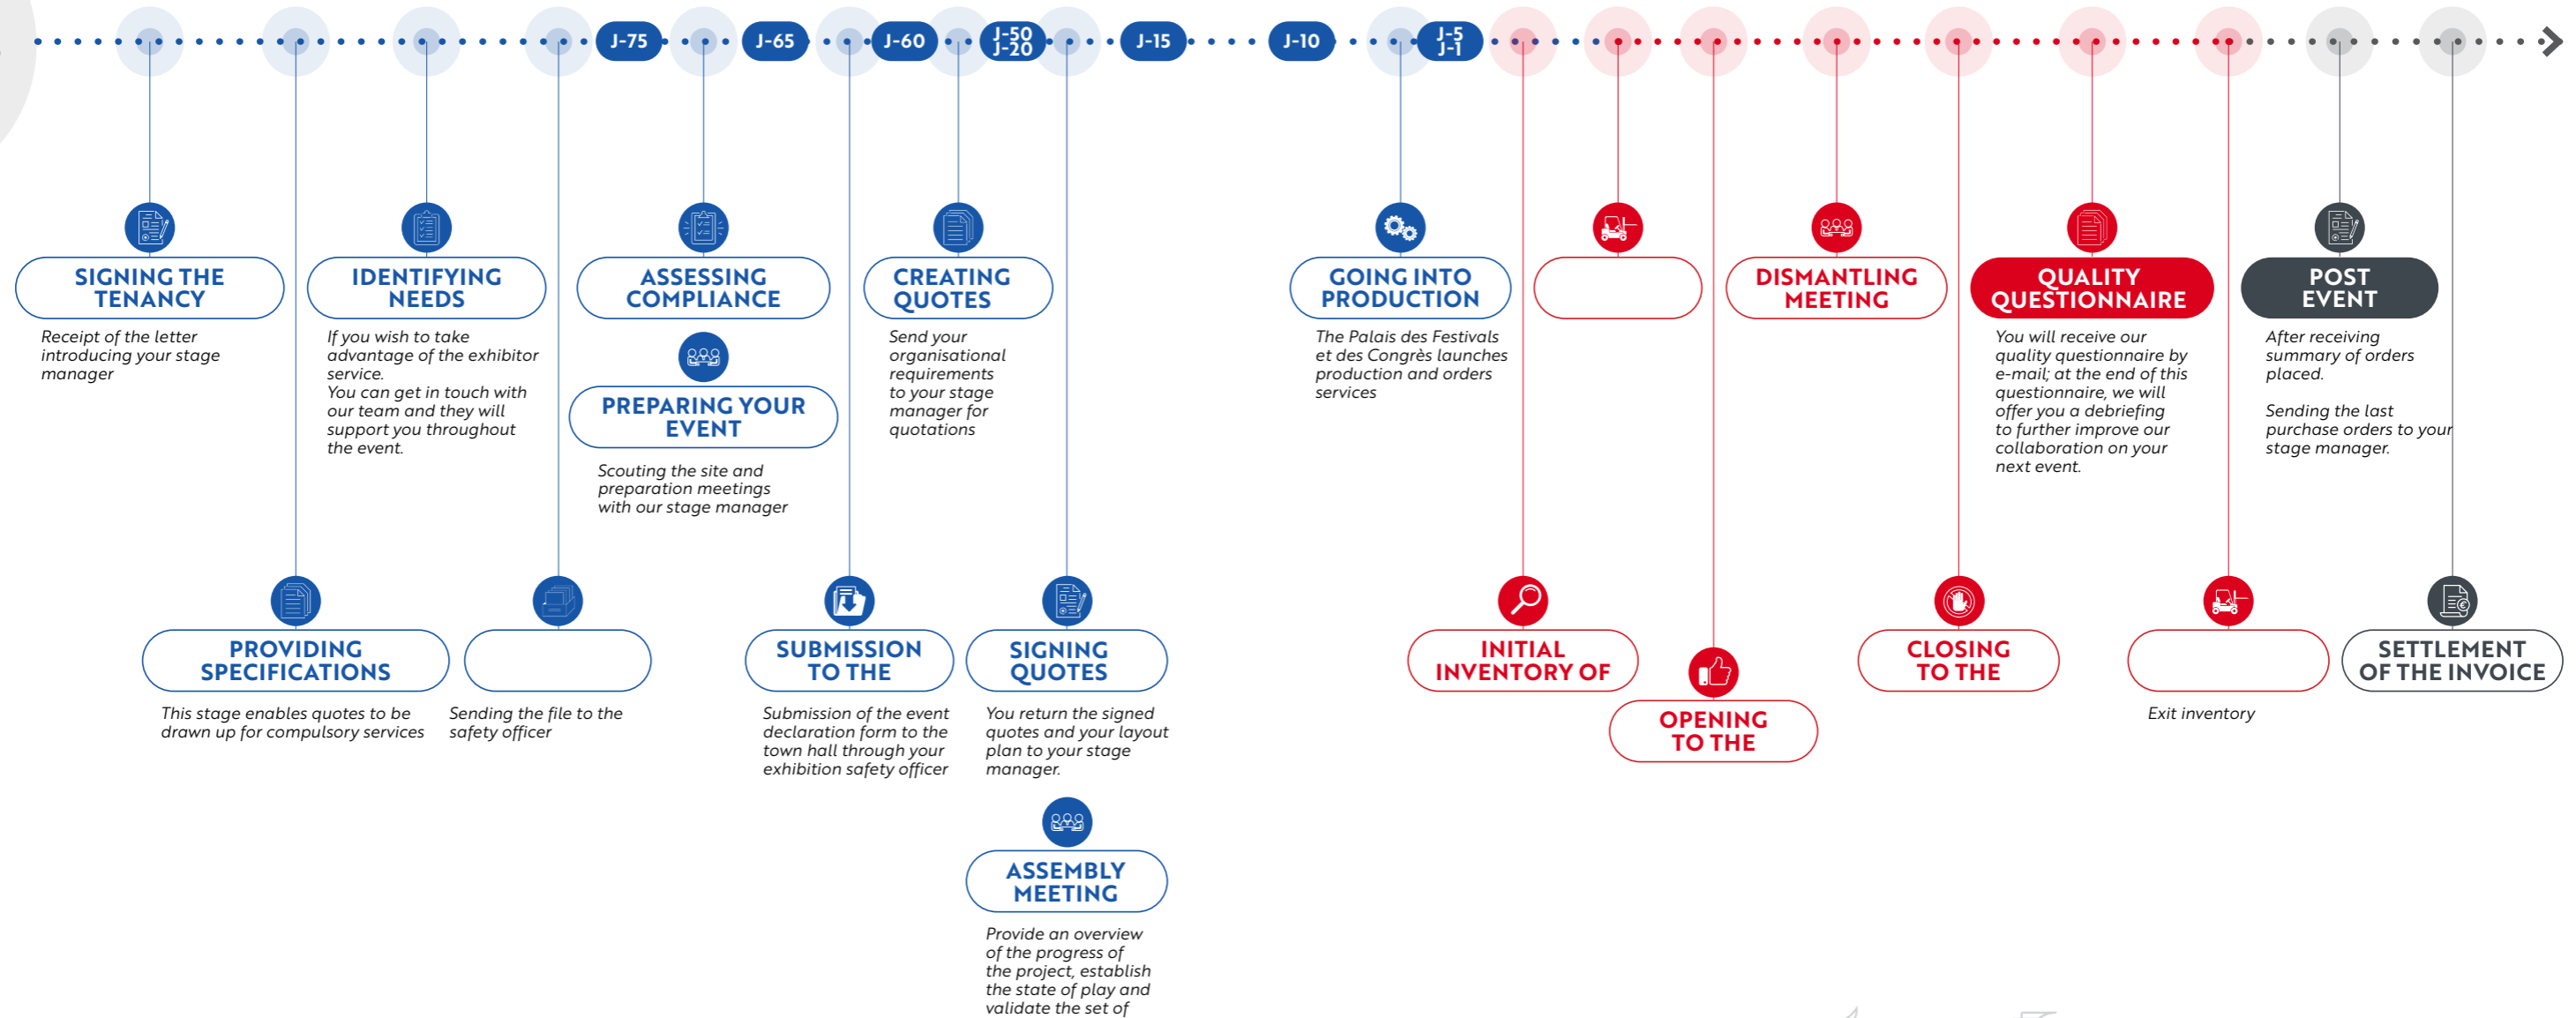 J-75
J-65
J-60
J-50
J-20
J-15
J-10
J-5
J-1
SIGNING THE
TENANCY
Receipt of the letter
introducing your stage
manager
PROVIDING
SPECIFICATIONS
This stage enables quotes to be
drawn up for compulsory services
IDENTIFYING
NEEDS
If you wish to take
advantage of the exhibitor
service.
You can get in touch with
our team and they will
support you throughout
the event.
Sending the file to the
safety officer
ASSESSING
COMPLIANCE
PREPARING YOUR
EVENT
Scouting the site and
preparation meetings
with our stage manager
SUBMISSION
TO THE
Submission of the event
declaration form to the
town hall through your
exhibition safety officer
CREATING
QUOTES
Send your
organisational
requirements
to your stage
manager for
quotations
SIGNING
QUOTES
You return the signed
quotes and your layout
plan to your stage
manager.
ASSEMBLY
MEETING
Provide an overview
of the progress of
the project, establish
the state of play and
validate the set of
GOING INTO
PRODUCTION
The Palais des Festivals
et des Congrès launches
production and orders
services
INITIAL
INVENTORY OF
OPENING
TO THE
DISMANTLING
MEETING
CLOSING
TO THE
QUALITY
QUESTIONNAIRE
You will receive our
quality questionnaire by
e-mail; at the end of this
questionnaire, we will
offer you a debriefing
to further improve our
collaboration on your
next event.
Exit inventory
POST
EVENT
After receiving
summary of orders
placed.
Sending the last
purchase orders to your
stage manager.
SETTLEMENT
OF THE INVOICE